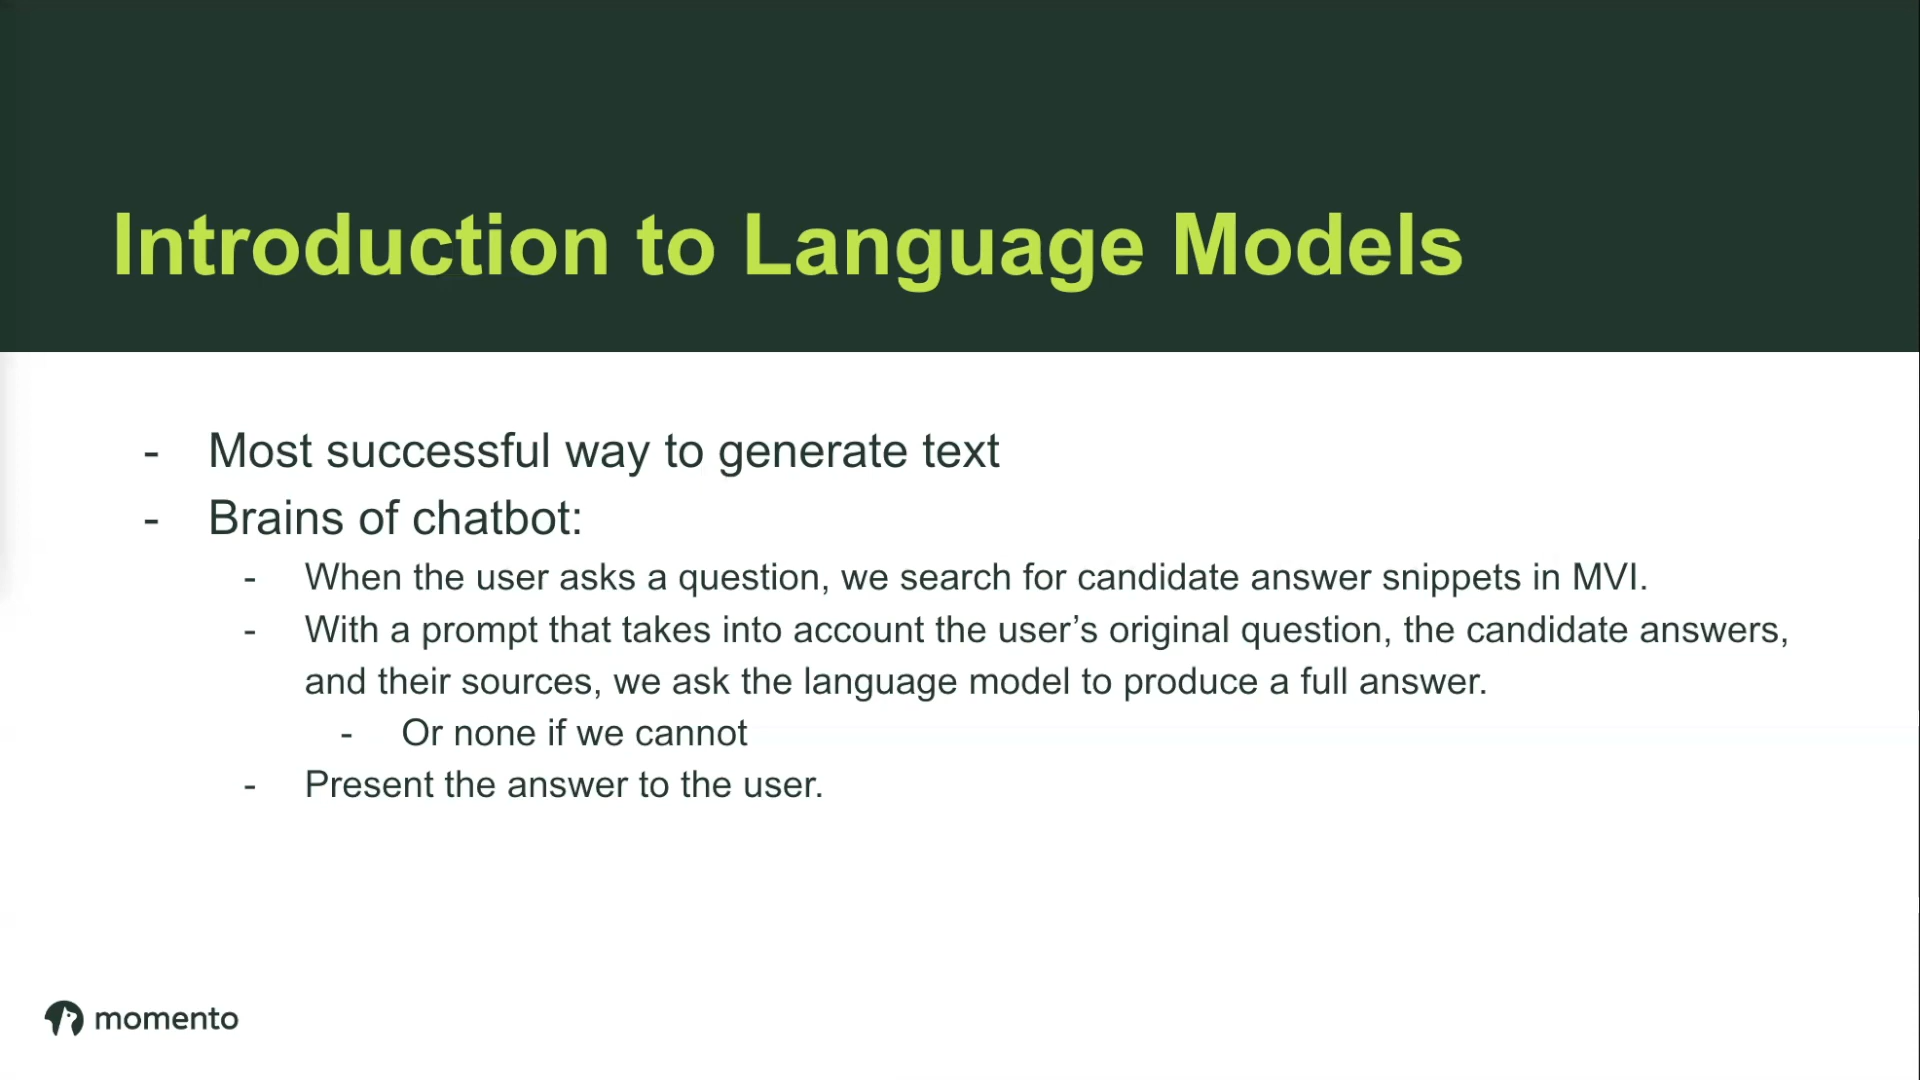 Introduction to Language Models
- Most successful way to generate text
- Brains of chatbot:
- When the user asks a question, we search for candidate answer snippets in MVI.
- With a prompt that takes into account the user’s original question, the candidate answers,
and their sources, we ask the language model to produce a full answer.
- Or none if we cannot
- Present the answer to the user.
momento